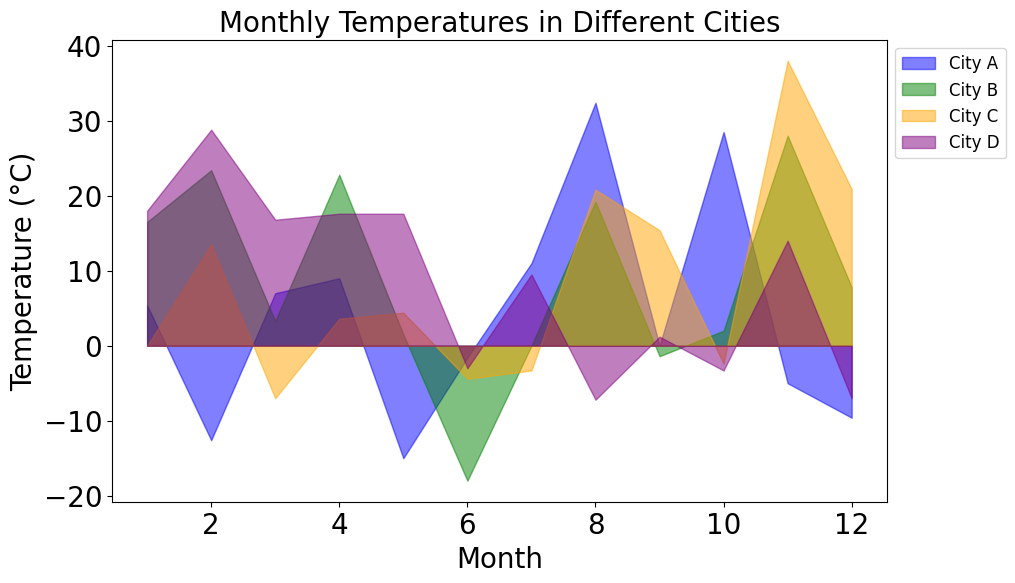 Monthly Temperatures in Different Cities
Temperature (°C)
40
30
20
10
0
−10
−20
2 4 6 8 10 12
Month
City A
City B
City C
City D